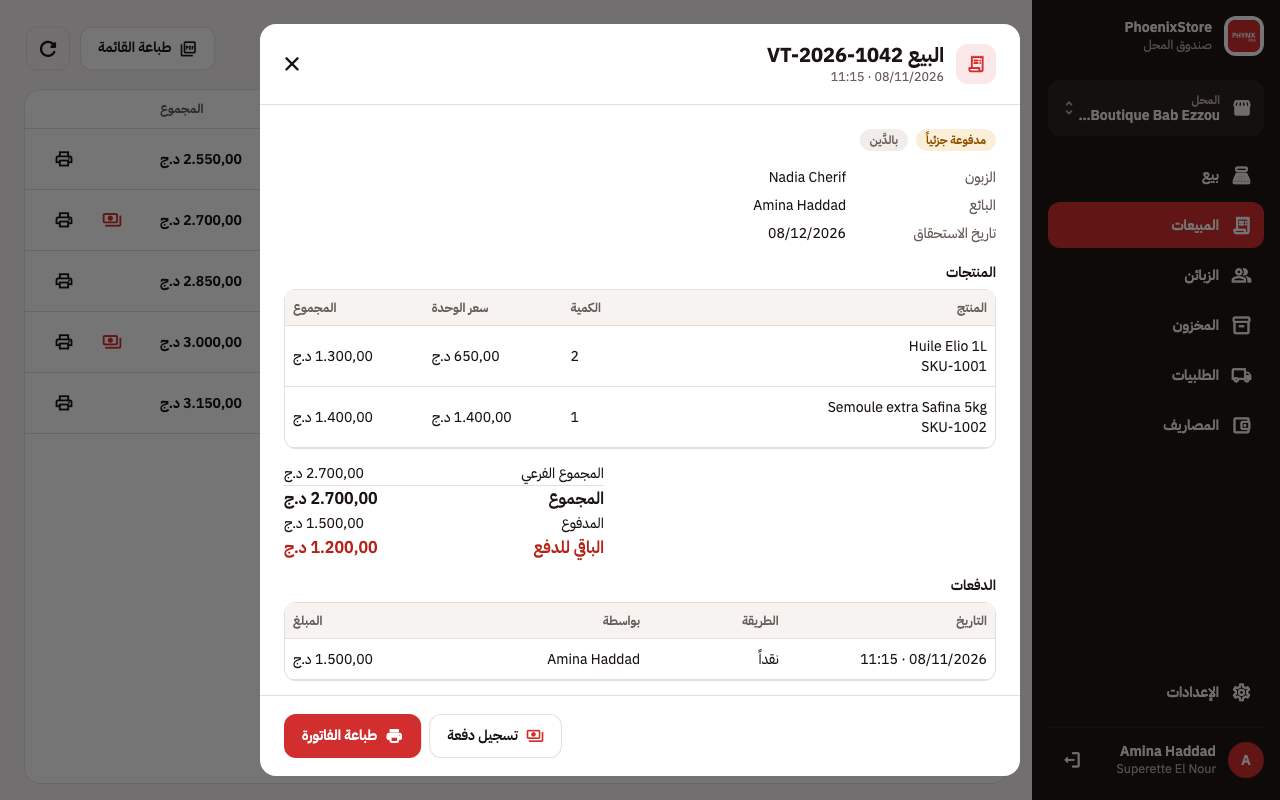 PhoenixStore
صندوق المحل
PHYNX
المحل
Boutique Bab Ezzou...
بيع
المبيعات
الزبائن
المخزون
الطلبيات
المصاريف
الإعدادات
Amina Haddad
Superette El Nour
A
طباعة القائمة
المجموع
2.550,00 د.ج
2.700,00 د.ج
2.850,00 د.ج
3.000,00 د.ج
3.150,00 د.ج
البيع VT-2026-1042
08/11/2026 · 11:15
مدفوعة جزئياً بالدَّين
الزبون Nadia Cherif
البائع Amina Haddad
تاريخ الاستحقاق 08/12/2026
المنتجات
المنتج الكمية سعر الوحدة المجموع
Huile Elio 1L 2 650,00 د.ج 1.300,00 د.ج
SKU-1001
Semoule extra Safina 5kg 1 1.400,00 د.ج 1.400,00 د.ج
SKU-1002
المجموع الفرعي 2.700,00 د.ج
المجموع 2.700,00 د.ج
المدفوع 1.500,00 د.ج
الباقي للدفع 1.200,00 د.ج
الدفعات
التاريخ الطريقة بواسطة المبلغ
08/11/2026 · 11:15 نقداً Amina Haddad 1.500,00 د.ج
تسجيل دفعة
طباعة الفاتورة